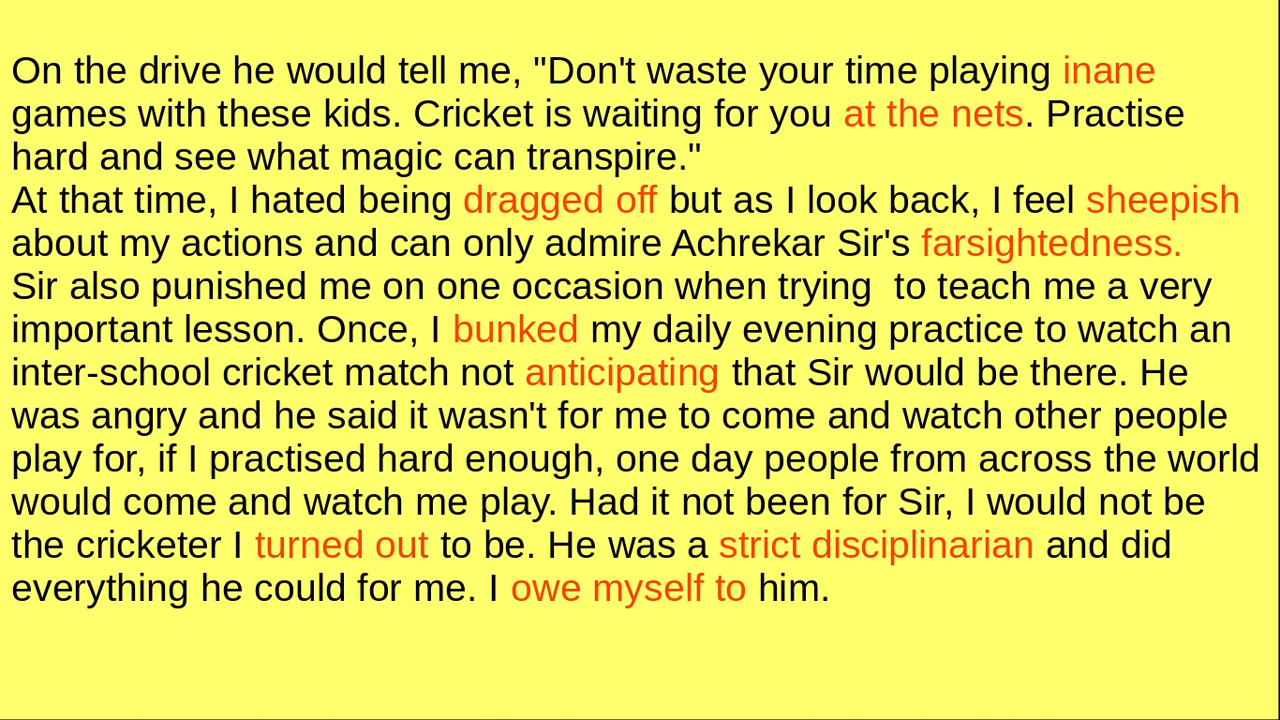 On the drive he would tell me, "Don't waste your time playing inane
games with these kids. Cricket is waiting for you at the nets. Practise
hard and see what magic can transpire."
At that time, I hated being dragged off but as I look back, I feel sheepish
about my actions and can only admire Achrekar Sir's farsightedness.
Sir also punished me on one occasion when trying  to teach me a very
important lesson. Once, I bunked my daily evening practice to watch an
inter-school cricket match not anticipating that Sir would be there. He
was angry and he said it wasn't for me to come and watch other people
play for, if I practised hard enough, one day people from across the world
would come and watch me play. Had it not been for Sir, I would not be
the cricketer I turned out to be. He was a strict disciplinarian and did
everything he could for me. I owe myself to him.